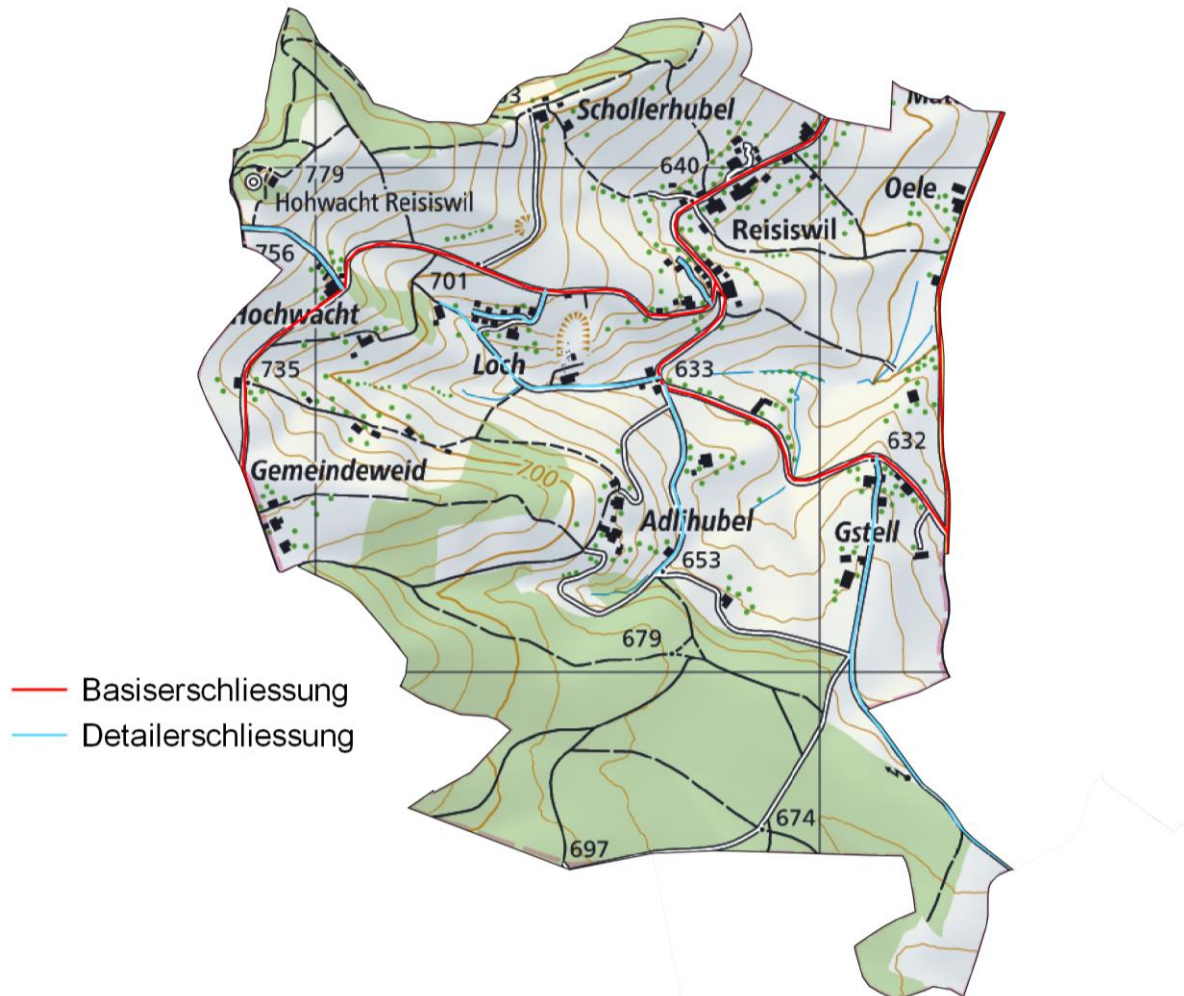 Schollerhubel
640
779
Oele
Hohwacht Reisiswil
Reisiswil
756
701
Hochwacht
Loch
633
735
632
Gemeindeweid
700
Adlihubel
Gstell
653
679
Basiserschliessung
Detailerschliessung
674
697